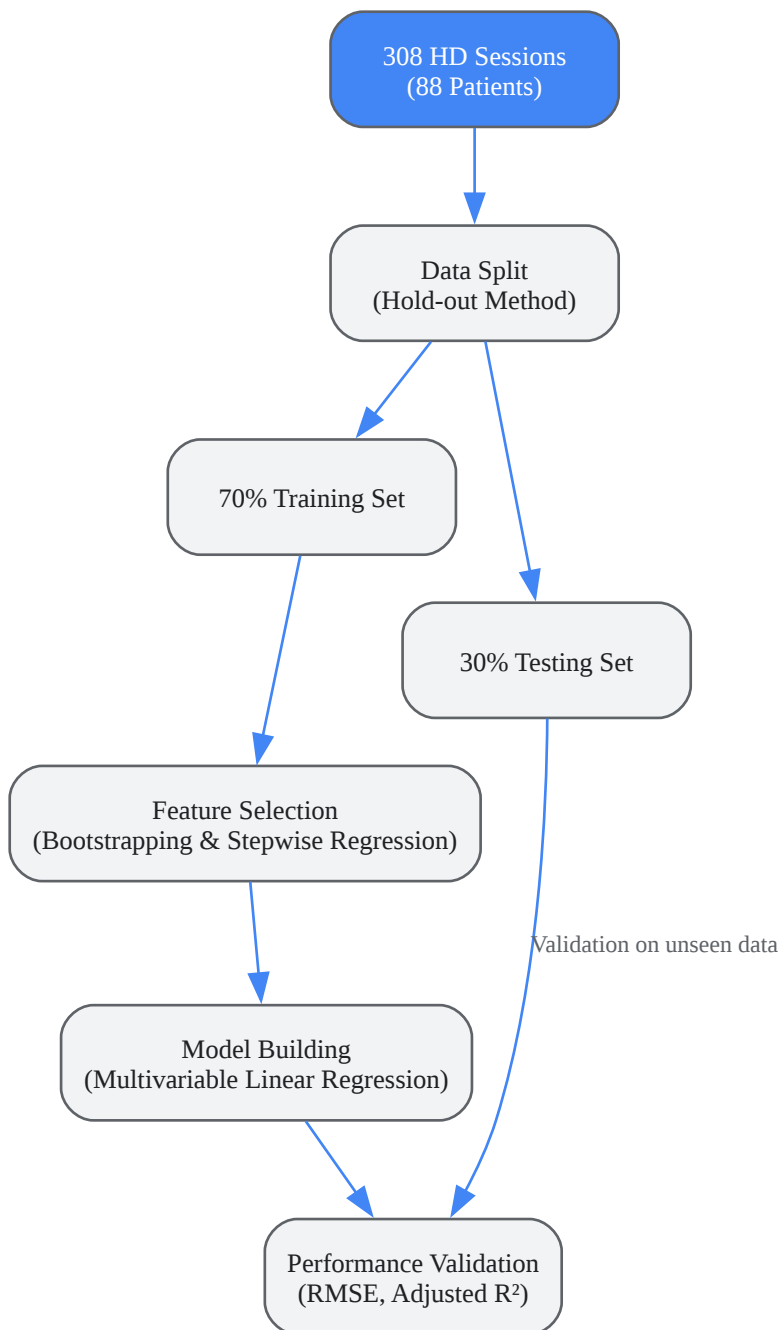 308 HD Sessions
(88 Patients)
Data Split
(Hold-out Method)
70% Training Set
30% Testing Set
Feature Selection
(Bootstrapping & Stepwise Regression)
Validation on unseen data
Model Building
(Multivariable Linear Regression)
Performance Validation
(RMSE, Adjusted R²)